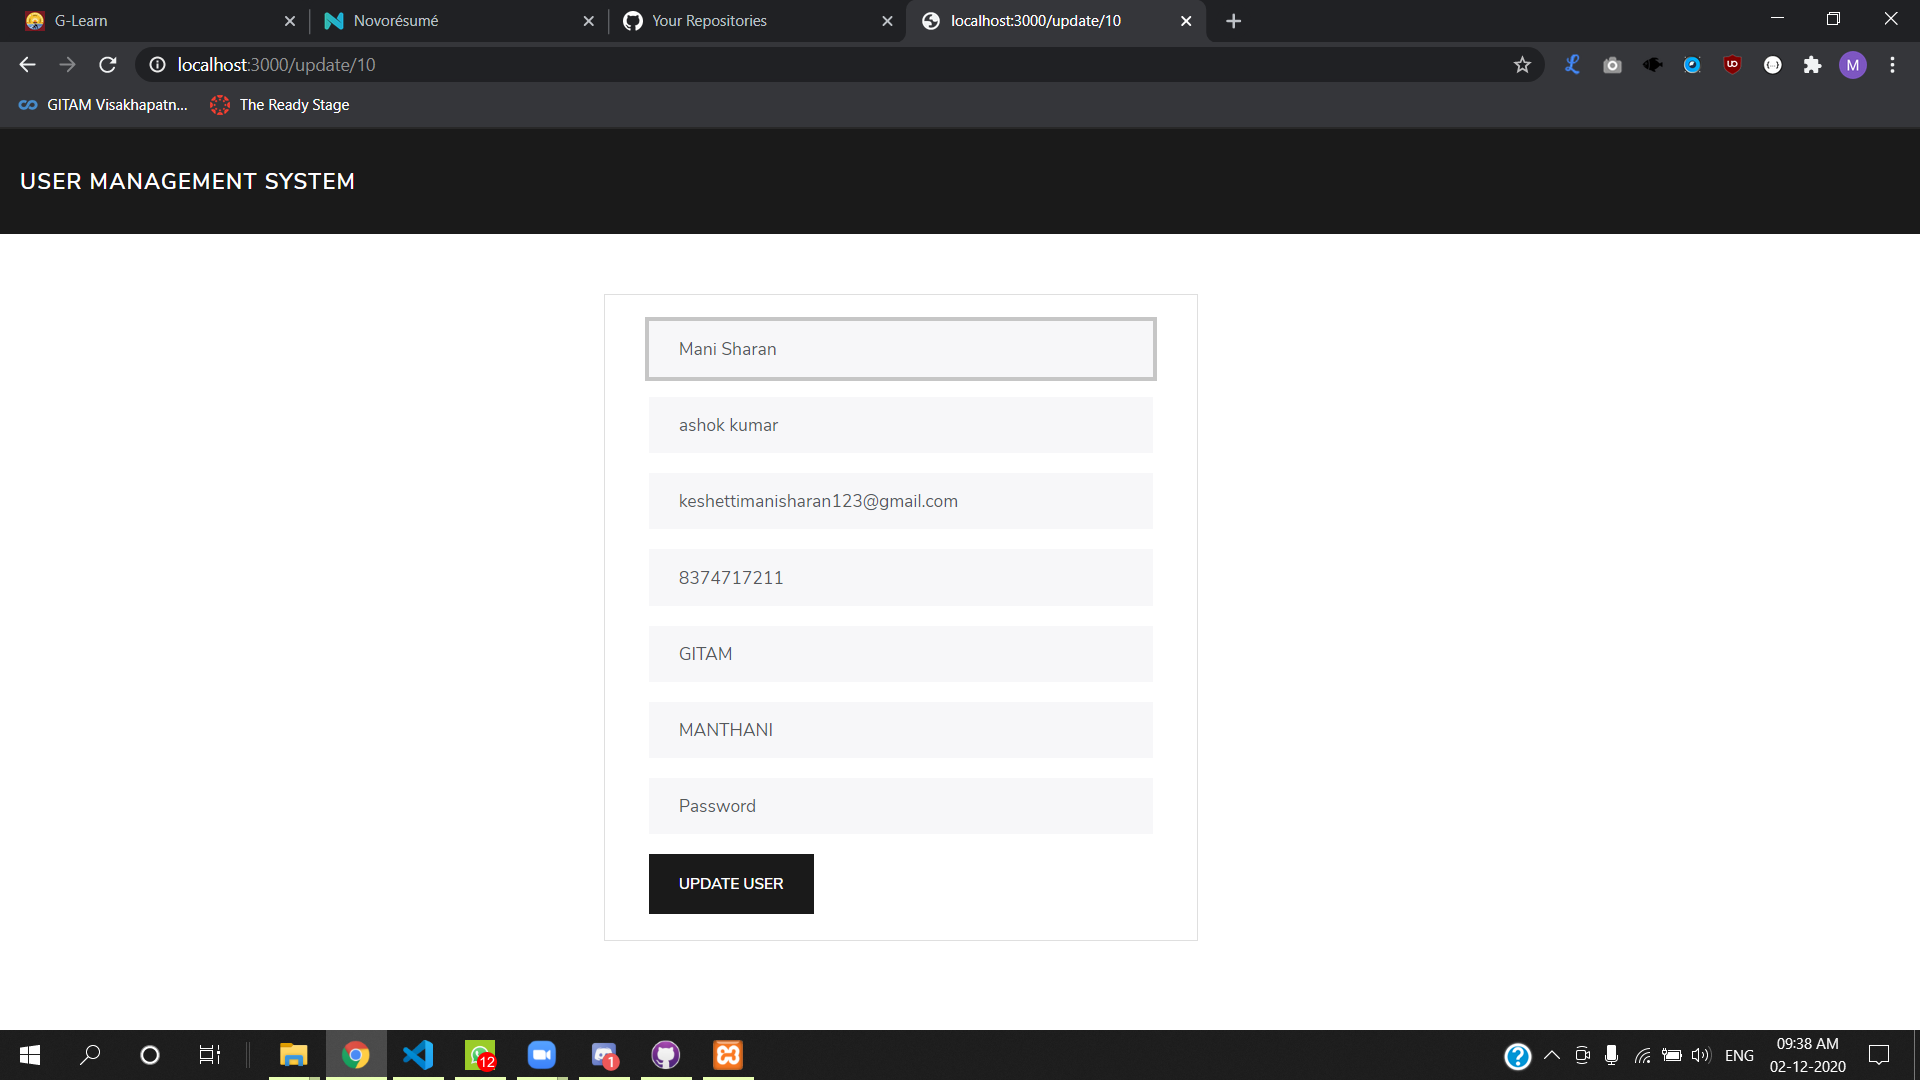 G-Learn
Novorésumé
Your Repositories
localhost:3000/update/10
localhost:3000/update/10
M
GITAM Visakhapatn...
The Ready Stage
USER MANAGEMENT SYSTEM
Mani Sharan
ashok kumar
keshettimanisharan123@gmail.com
8374717211
GITAM
MANTHANI
Password
UPDATE USER
12
1
ENG
09:38 AM
02-12-2020